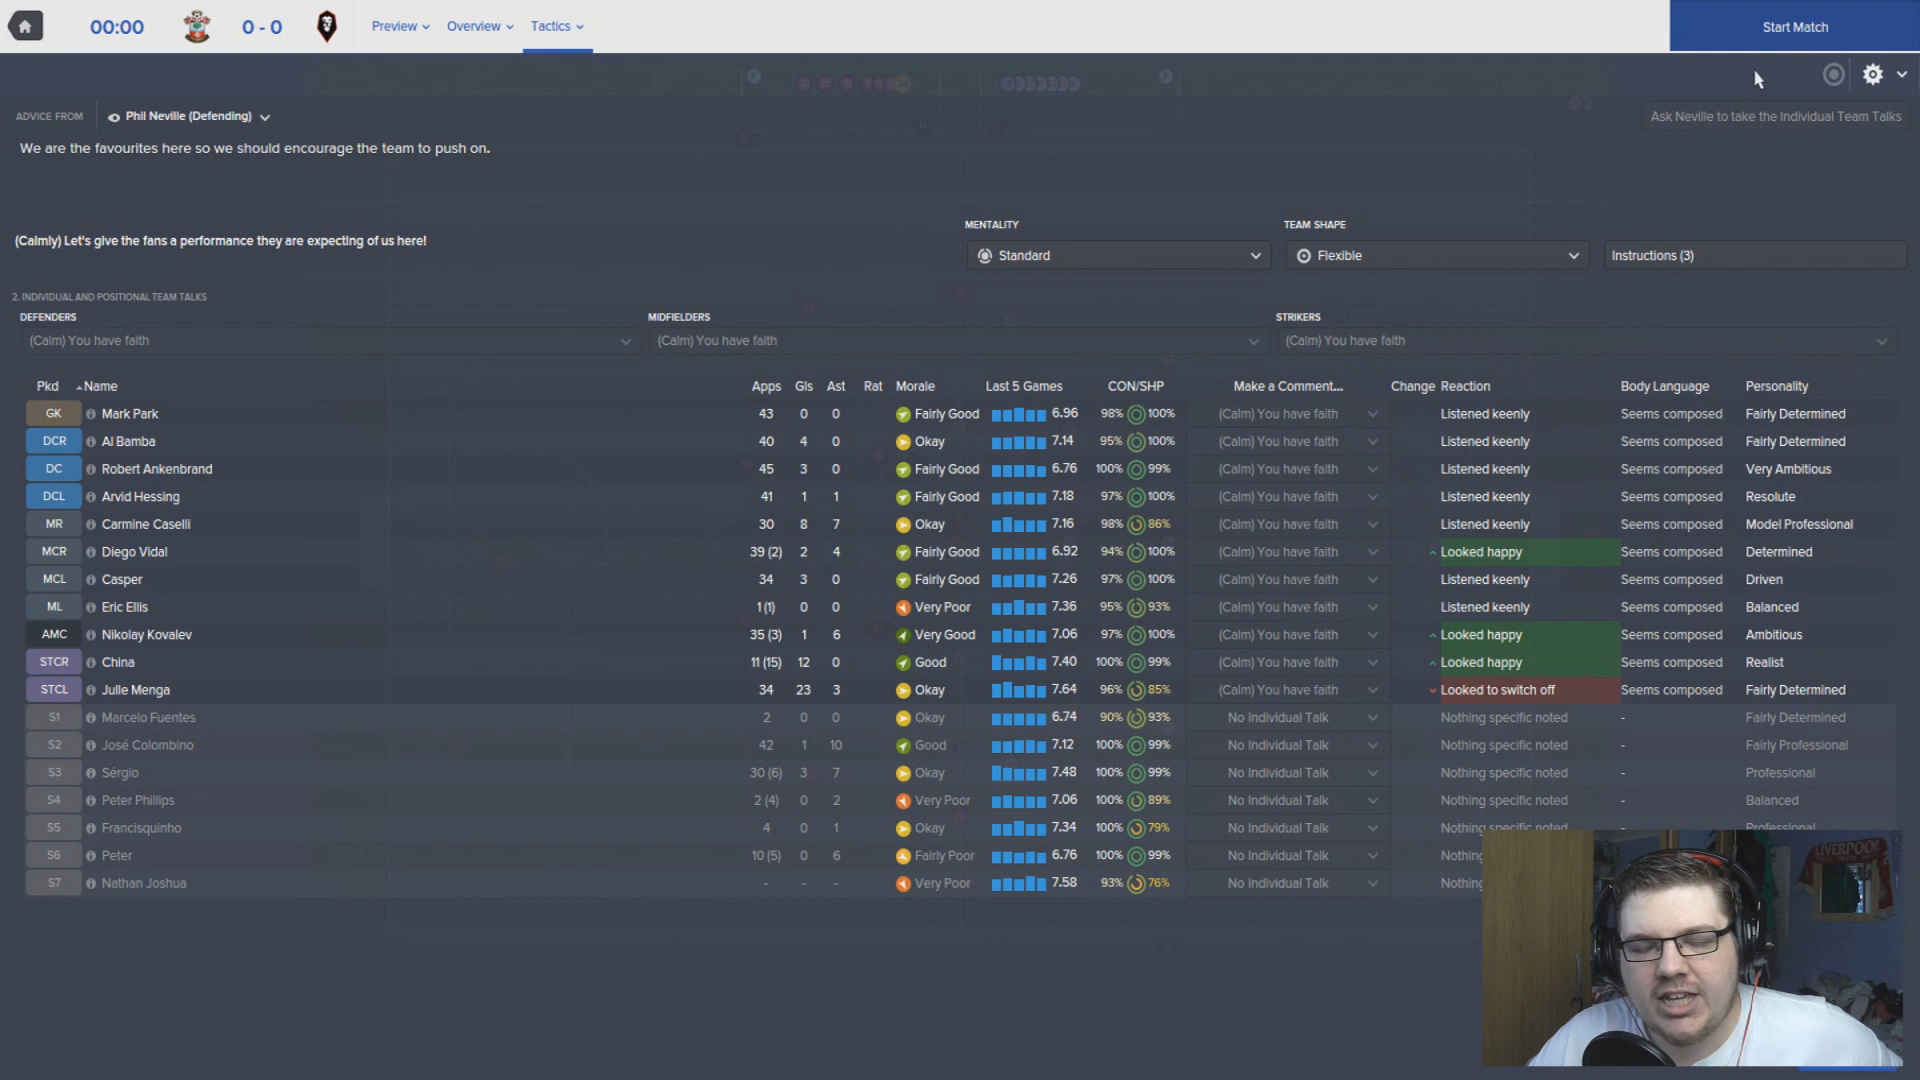 00:00 0 - 0 Preview Overview Tactics Start Match
ADVICE FROM Phil Neville (Defending) Ask Neville to take the Individual Team Talks
We are the favourites here so we should encourage the team to push on.
MENTALITY TEAM SHAPE
(Calmly) Let's give the fans a performance they are expecting of us here! Standard Flexible Instructions (3)
2. INDIVIDUAL AND POSITIONAL TEAM TALKS
DEFENDERS MIDFIELDERS STRIKERS
(Calm) You have faith (Calm) You have faith (Calm) You have faith
Pkd Name Apps Gls Ast Rat Morale Last 5 Games CON/SHP Make a Comment... Change Reaction Body Language Personality
GK Mark Park 43 0 0 Fairly Good 6.96 98% 100% (Calm) You have faith Listened keenly Seems composed Fairly Determined
DCR Al Bamba 40 4 0 Okay 7.14 95% 100% (Calm) You have faith Listened keenly Seems composed Fairly Determined
DC Robert Ankenbrand 45 3 0 Fairly Good 6.76 100% 99% (Calm) You have faith Listened keenly Seems composed Very Ambitious
DCL Arvid Hessing 41 1 1 Fairly Good 7.18 97% 100% (Calm) You have faith Listened keenly Seems composed Resolute
MR Carmine Caselli 30 8 7 Okay 7.16 98% 86% (Calm) You have faith Listened keenly Seems composed Model Professional
MCR Diego Vidal 39 (2) 2 4 Fairly Good 6.92 94% 100% (Calm) You have faith Looked happy Seems composed Determined
MCL Casper 34 3 0 Fairly Good 7.26 97% 100% (Calm) You have faith Listened keenly Seems composed Driven
ML Eric Ellis 1 (1) 0 0 Very Poor 7.36 95% 93% (Calm) You have faith Listened keenly Seems composed Balanced
AMC Nikolay Kovalev 35 (3) 1 6 Very Good 7.06 97% 100% (Calm) You have faith Looked happy Seems composed Ambitious
STCR China 11 (15) 12 0 Good 7.40 100% 99% (Calm) You have faith Looked happy Seems composed Realist
STCL Julle Menga 34 23 3 Okay 7.64 96% 85% (Calm) You have faith Looked to switch off Seems composed Fairly Determined
S1 Marcelo Fuentes 2 0 0 Okay 6.74 90% 93% No Individual Talk Nothing specific noted - Fairly Determined
S2 José Colombino 42 1 10 Good 7.12 100% 99% No Individual Talk Nothing specific noted - Fairly Professional
S3 Sérgio 30 (6) 3 7 Okay 7.48 100% 99% No Individual Talk Nothing specific noted - Professional
S4 Peter Phillips 2 (4) 0 2 Very Poor 7.06 100% 89% No Individual Talk Nothing specific noted - Balanced
S5 Francisquinho 4 0 1 Okay 7.34 100% 79% No Individual Talk Nothing specific noted Professional
S6 Peter 10 (5) 0 6 Fairly Poor 6.76 100% 99% No Individual Talk Nothing
S7 Nathan Joshua - - - Very Poor 7.58 93% 76% No Individual Talk Nothing
LIVERPOOL